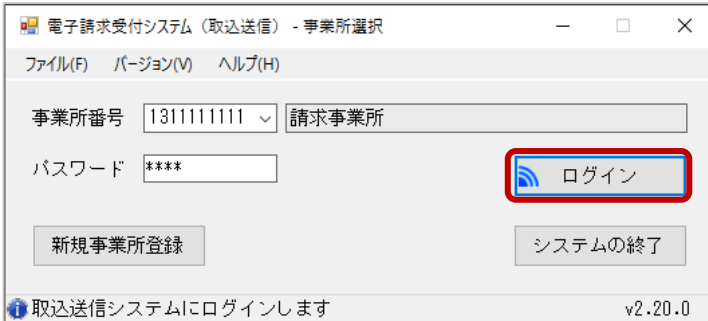 電子請求受付システム（取込送信） - 事業所選択
ファイル(F) バージョン(V) ヘルプ(H)
事業所番号 1311111111 請求事業所
パスワード ****
ログイン
新規事業所登録 システムの終了
取込送信システムにログインします v2.20.0